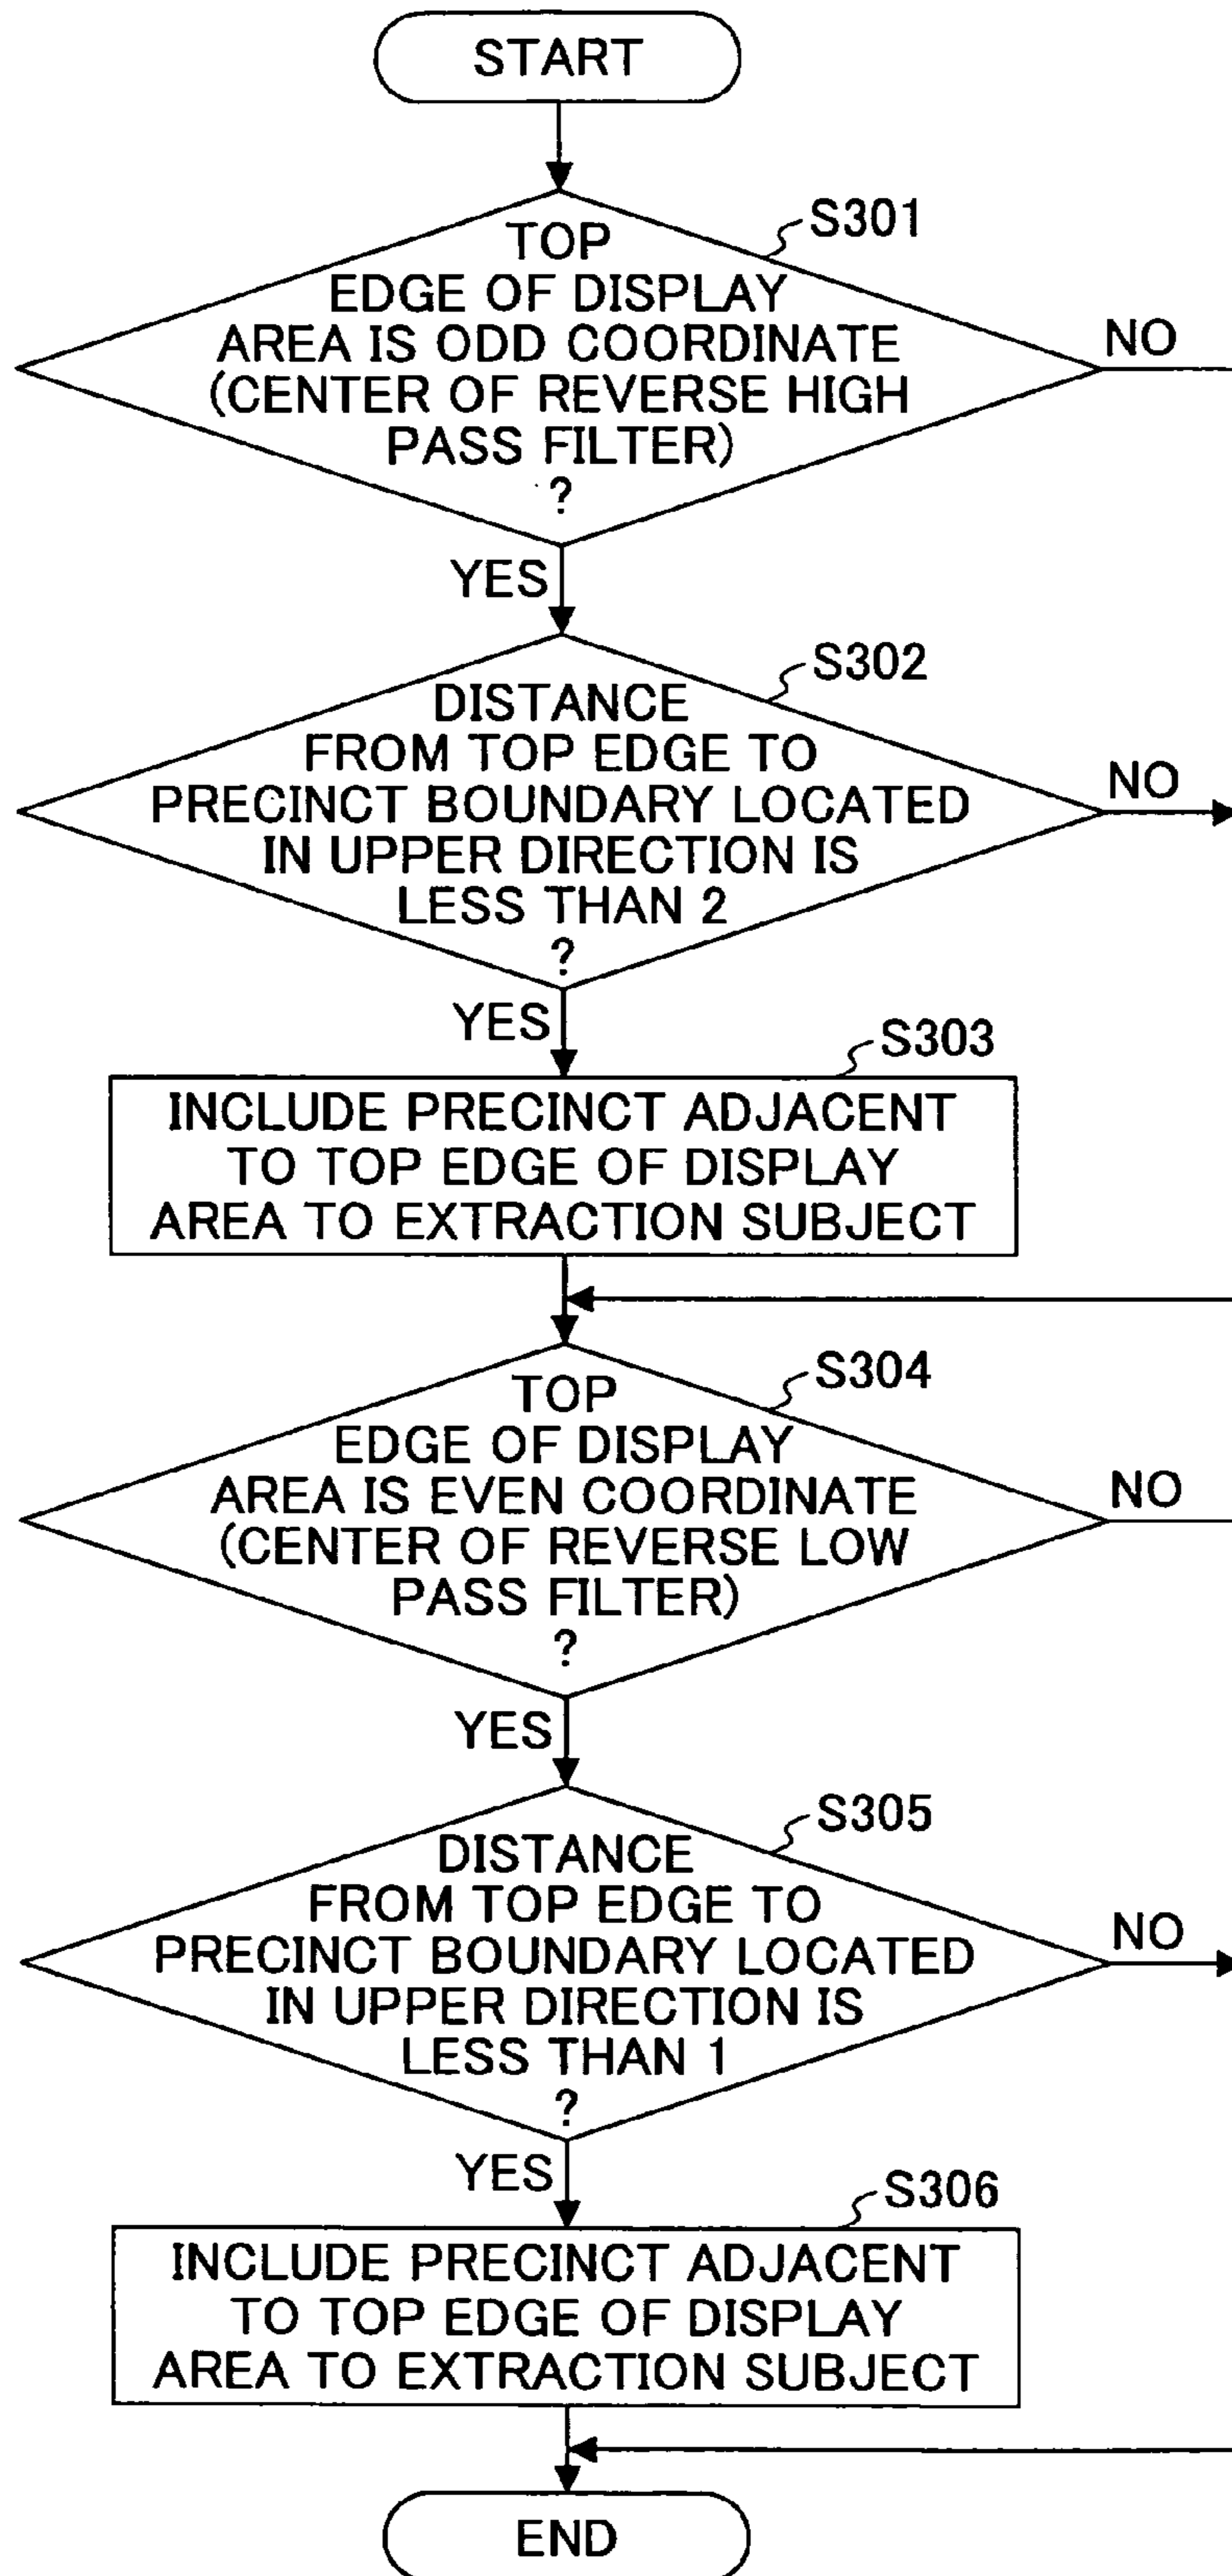 START
S301
TOP
EDGE OF DISPLAY
AREA IS ODD COORDINATE
(CENTER OF REVERSE HIGH
PASS FILTER)
?
NO
YES
S302
DISTANCE
FROM TOP EDGE TO
PRECINCT BOUNDARY LOCATED
IN UPPER DIRECTION IS
LESS THAN 2
?
NO
YES
S303
INCLUDE PRECINCT ADJACENT
TO TOP EDGE OF DISPLAY
AREA TO EXTRACTION SUBJECT
S304
TOP
EDGE OF DISPLAY
AREA IS EVEN COORDINATE
(CENTER OF REVERSE LOW
PASS FILTER)
?
NO
YES
S305
DISTANCE
FROM TOP EDGE TO
PRECINCT BOUNDARY LOCATED
IN UPPER DIRECTION IS
LESS THAN 1
?
NO
YES
S306
INCLUDE PRECINCT ADJACENT
TO TOP EDGE OF DISPLAY
AREA TO EXTRACTION SUBJECT
END